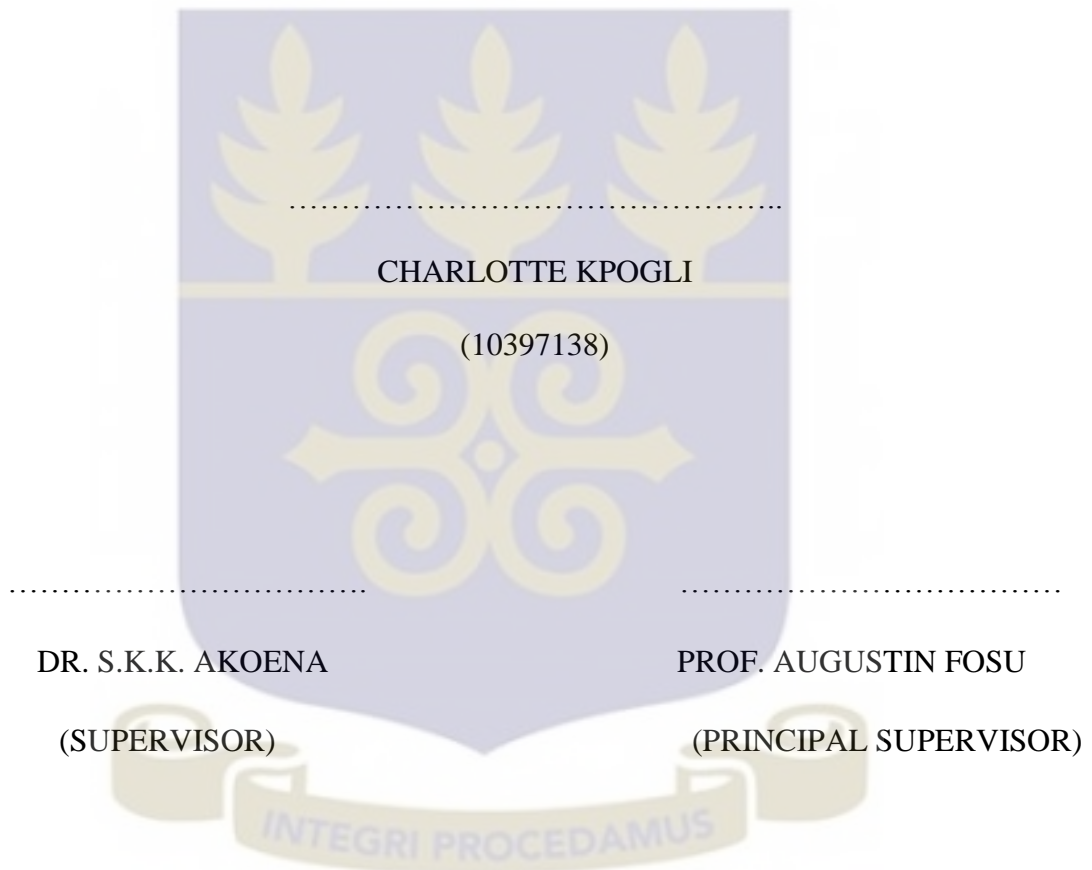 …………………………………………..
CHARLOTTE KPOGLI
(10397138)
…………………………….. ………………………………
DR. S.K.K. AKOENA PROF. AUGUSTIN FOSU
(SUPERVISOR) (PRINCIPAL SUPERVISOR)
INTEGRI PROCEDAMUS